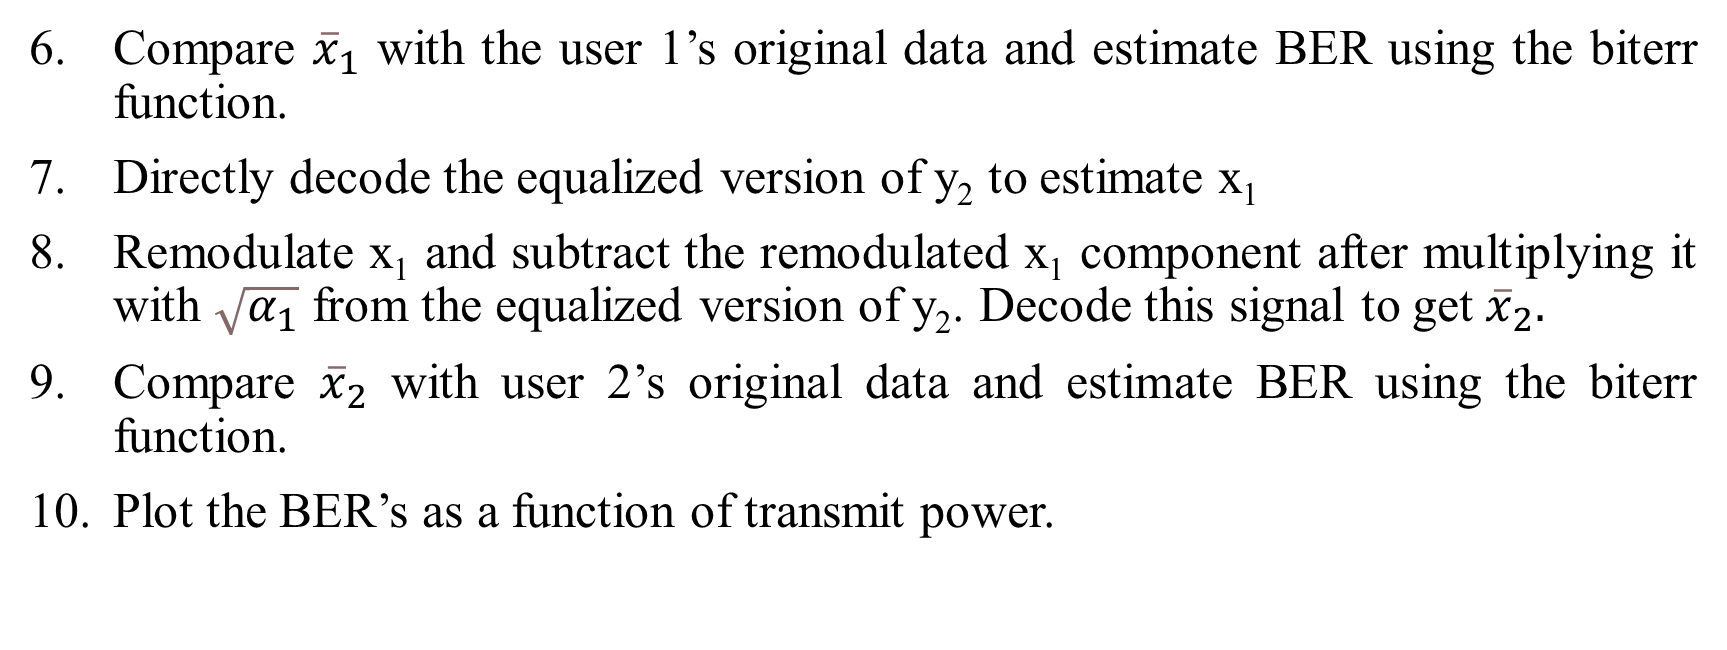 6. Compare x̅₁ with the user 1’s original data and estimate BER using the biterr
function.
7. Directly decode the equalized version of y₂ to estimate x₁
8. Remodulate x₁ and subtract the remodulated x₁ component after multiplying it
with √α₁ from the equalized version of y₂. Decode this signal to get x̅₂.
9. Compare x̅₂ with user 2’s original data and estimate BER using the biterr
function.
10. Plot the BER’s as a function of transmit power.